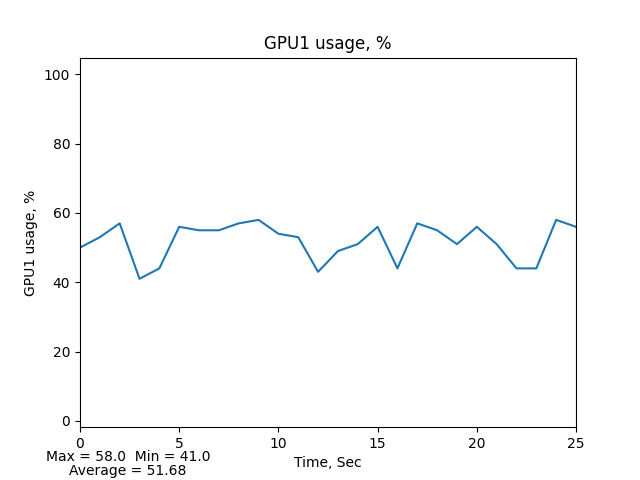 GPU1 usage, %
100
80
60
40
20
0
GPU1 usage, %
0 5 10 15 20 25
Time, Sec
Max = 58.0 Min = 41.0
Average = 51.68